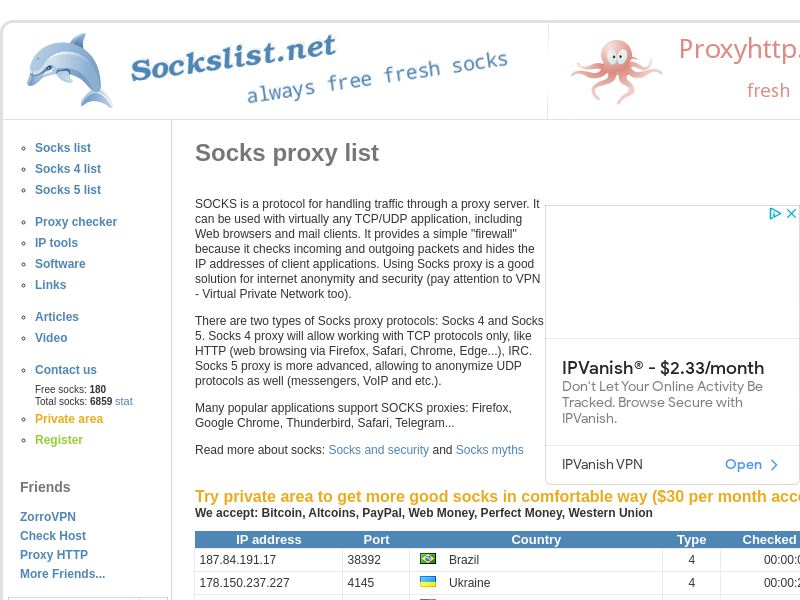 Sockslist.net
always free fresh socks
Proxyhttp
fresh
Socks list
Socks 4 list
Socks 5 list
Proxy checker
IP tools
Software
Links
Articles
Video
Contact us
Free socks: 180
Total socks: 6859 stat
Private area
Register
Friends
ZorroVPN
Check Host
Proxy HTTP
More Friends...
Socks proxy list
SOCKS is a protocol for handling traffic through a proxy server. It
can be used with virtually any TCP/UDP application, including
Web browsers and mail clients. It provides a simple "firewall"
because it checks incoming and outgoing packets and hides the
IP addresses of client applications. Using Socks proxy is a good
solution for internet anonymity and security (pay attention to VPN
- Virtual Private Network too).
There are two types of Socks proxy protocols: Socks 4 and Socks
5. Socks 4 proxy will allow working with TCP protocols only, like
HTTP (web browsing via Firefox, Safari, Chrome, Edge...), IRC.
Socks 5 proxy is more advanced, allowing to anonymize UDP
protocols as well (messengers, VoIP and etc.).
Many popular applications support SOCKS proxies: Firefox,
Google Chrome, Thunderbird, Safari, Telegram...
Read more about socks: Socks and security and Socks myths
IPVanish® - $2.33/month
Don't Let Your Online Activity Be
Tracked. Browse Secure with
IPVanish.
IPVanish VPN
Open
Try private area to get more good socks in comfortable way ($30 per month acc
We accept: Bitcoin, Altcoins, PayPal, Web Money, Perfect Money, Western Union
IP address Port Country Type Checked
187.84.191.17 38392 Brazil 4 00:00:
178.150.237.227 4145 Ukraine 4 00:00: